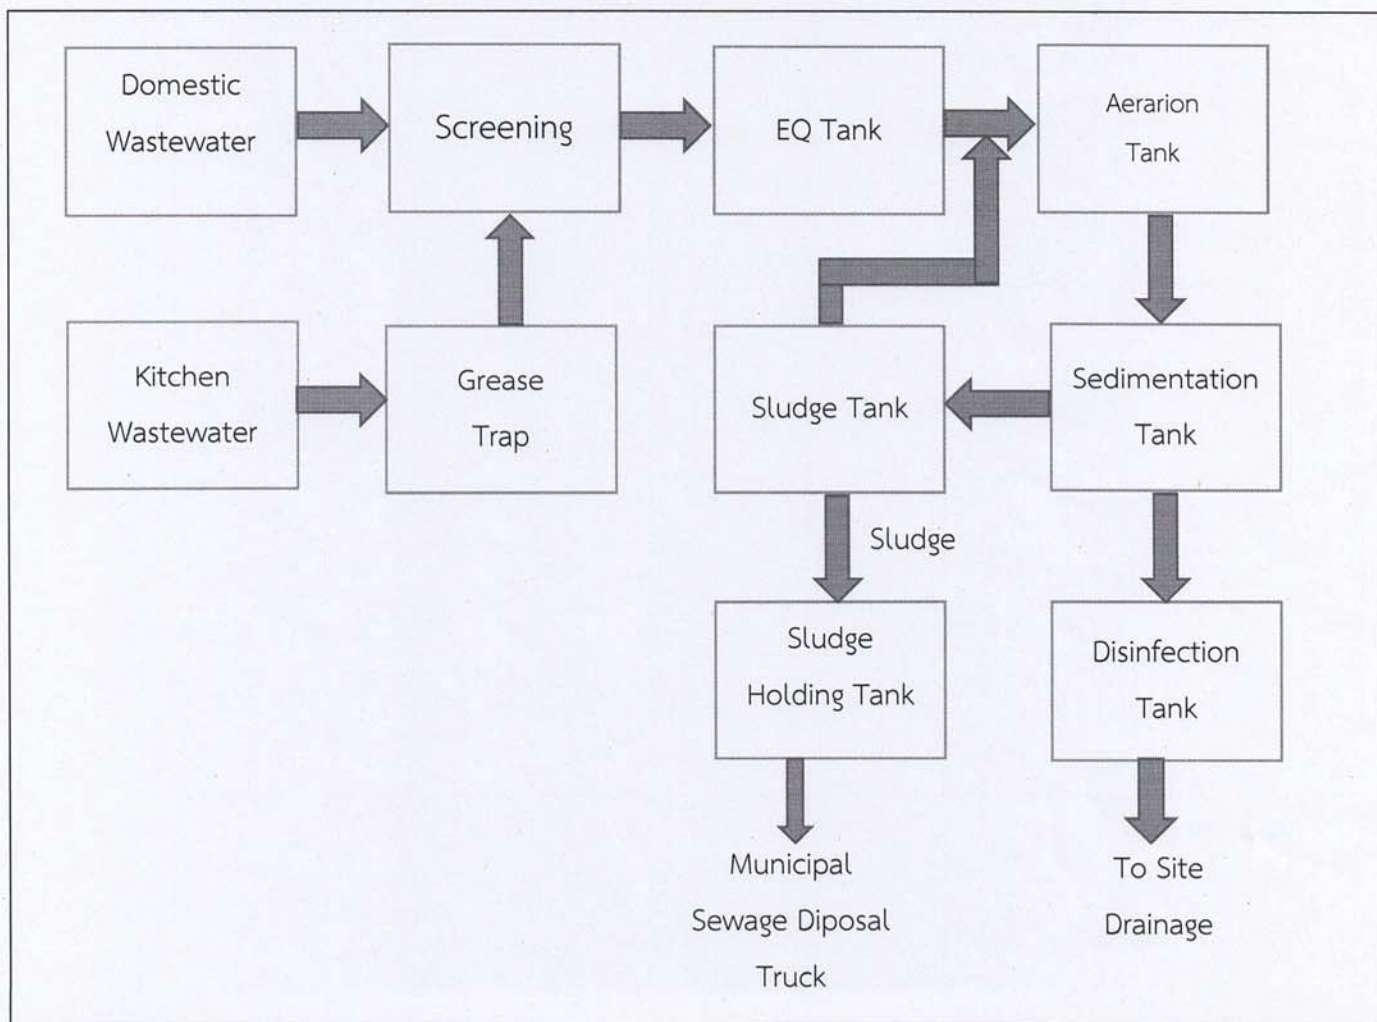 Domestic
Wastewater
Screening
EQ Tank
Aerarion
Tank
Kitchen
Wastewater
Grease
Trap
Sludge Tank
Sedimentation
Tank
Sludge
Sludge
Holding Tank
Disinfection
Tank
Municipal
Sewage Diposal
Truck
To Site
Drainage